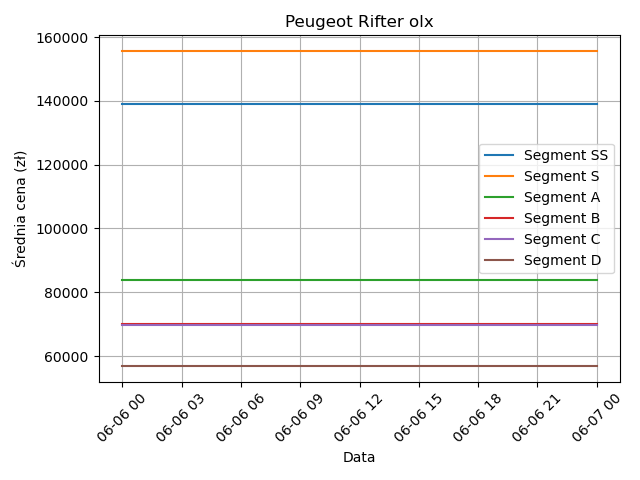 Peugeot Rifter olx
160000
140000
120000
100000
80000
60000
Średnia cena (zł)
Segment SS
Segment S
Segment A
Segment B
Segment C
Segment D
06-06 00
06-06 03
06-06 06
06-06 09
06-06 12
06-06 15
06-06 18
06-06 21
06-07 00
Data